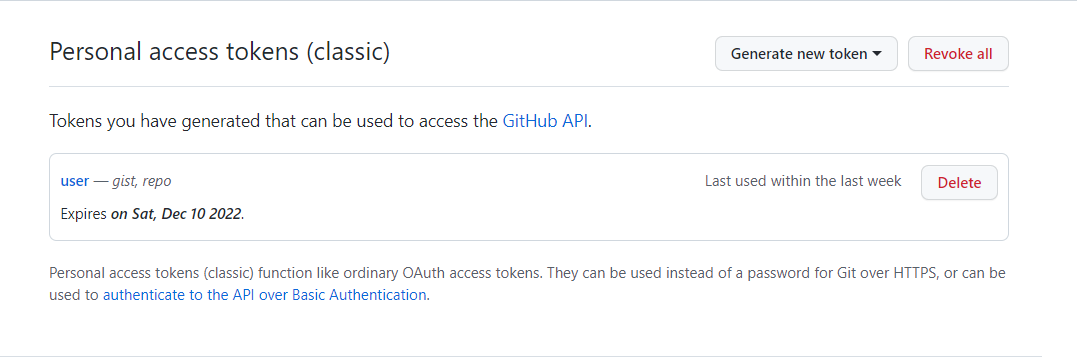 Personal access tokens (classic)
Generate new token
Revoke all
Tokens you have generated that can be used to access the GitHub API.
user — gist, repo
Last used within the last week
Delete
Expires on Sat, Dec 10 2022.
Personal access tokens (classic) function like ordinary OAuth access tokens. They can be used instead of a password for Git over HTTPS, or can be
used to authenticate to the API over Basic Authentication.